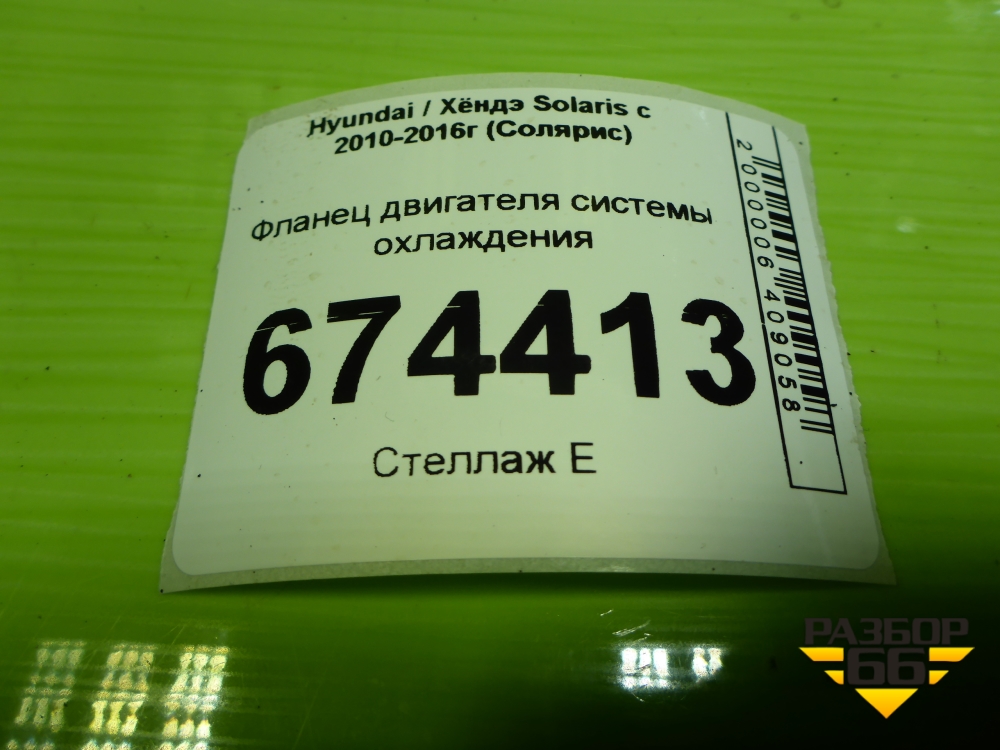 Hyundai / Хёндэ Solaris с
2010-2016г (Солярис)
Фланец двигателя системы
охлаждения
674413
Стеллаж Е
2000006409058
РАЗБОР
66